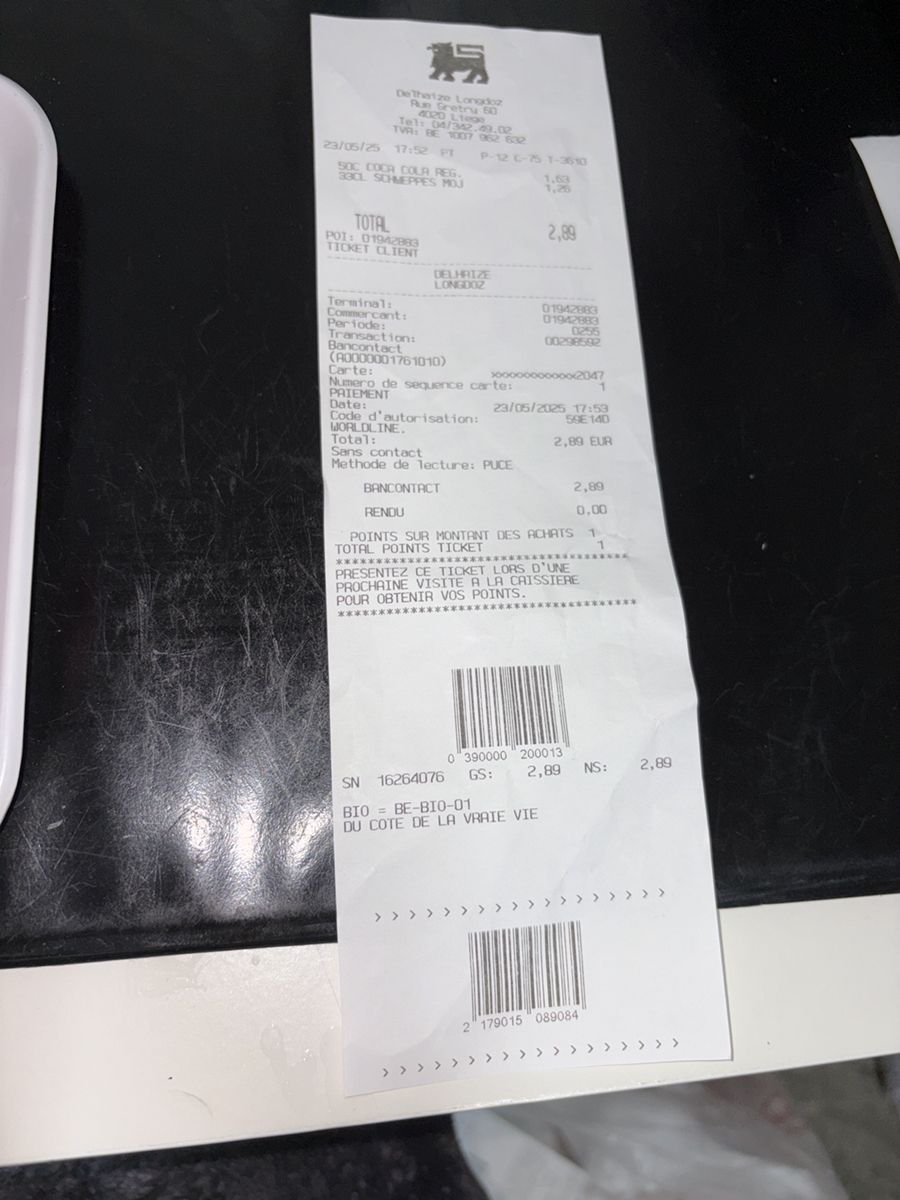 Delhaize Longdoz
Rue Gretry 60
4020 Liege
Tel: 04/342.49.02
TVA: BE 1007 962 632
23/05/25 17:52 PT P-12 C-75 T-3610
50C COCA COLA REG. 1,63
33CL SCHWEPPES MOJ 1,26
TOTAL 2,89
POI: 01942883
TICKET CLIENT
DELHAIZE
LONGDOZ
Terminal: 01942883
Commercant: 01942883
Periode: 0255
Transaction: 00298592
Bancontact
(A0000001761010)
Carte: xxxxxxxxxxxxx2047
Numero de sequence carte: 1
PAIEMENT
Date: 23/05/2025 17:53
Code d'autorisation: 59E14D
WORLDLINE.
Total: 2,89 EUR
Sans contact
Methode de lecture: PUCE
BANCONTACT 2,89
RENDU 0,00
POINTS SUR MONTANT DES ACHATS 1
TOTAL POINTS TICKET 1
************************************
PRESENTEZ CE TICKET LORS D'UNE
PROCHAINE VISITE A LA CAISSIERE
POUR OBTENIR VOS POINTS.
************************************
0 390000 200013
SN 16264076 GS: 2,89 NS: 2,89
BIO = BE-BIO-01
DU COTE DE LA VRAIE VIE
> > > > > > > > > > > > > > > > > >
2 179015 089084
> > > > > > > > > > > > > > > > > >